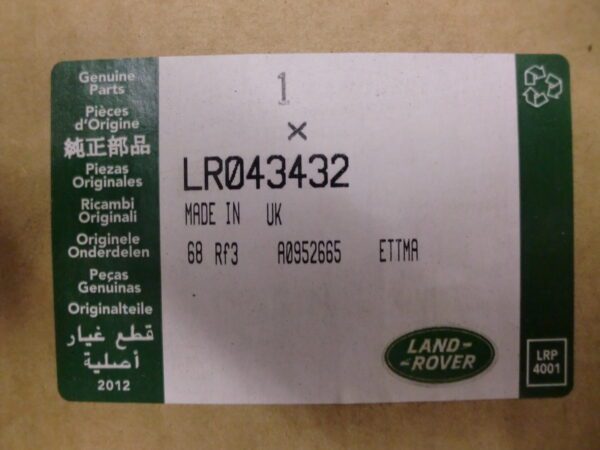 Genuine
Parts
Pièces
d'Origine
純正部品
Piezas
Originales
Ricambi
Originali
Originele
Onderdelen
Peças
Genuinas
Originalteile
قطع غيار
أصلية
2012
1
×
LR043432
MADE IN UK
68 Rf3 A0952665 ETTMA
LAND-
-ROVER
LRP
4001